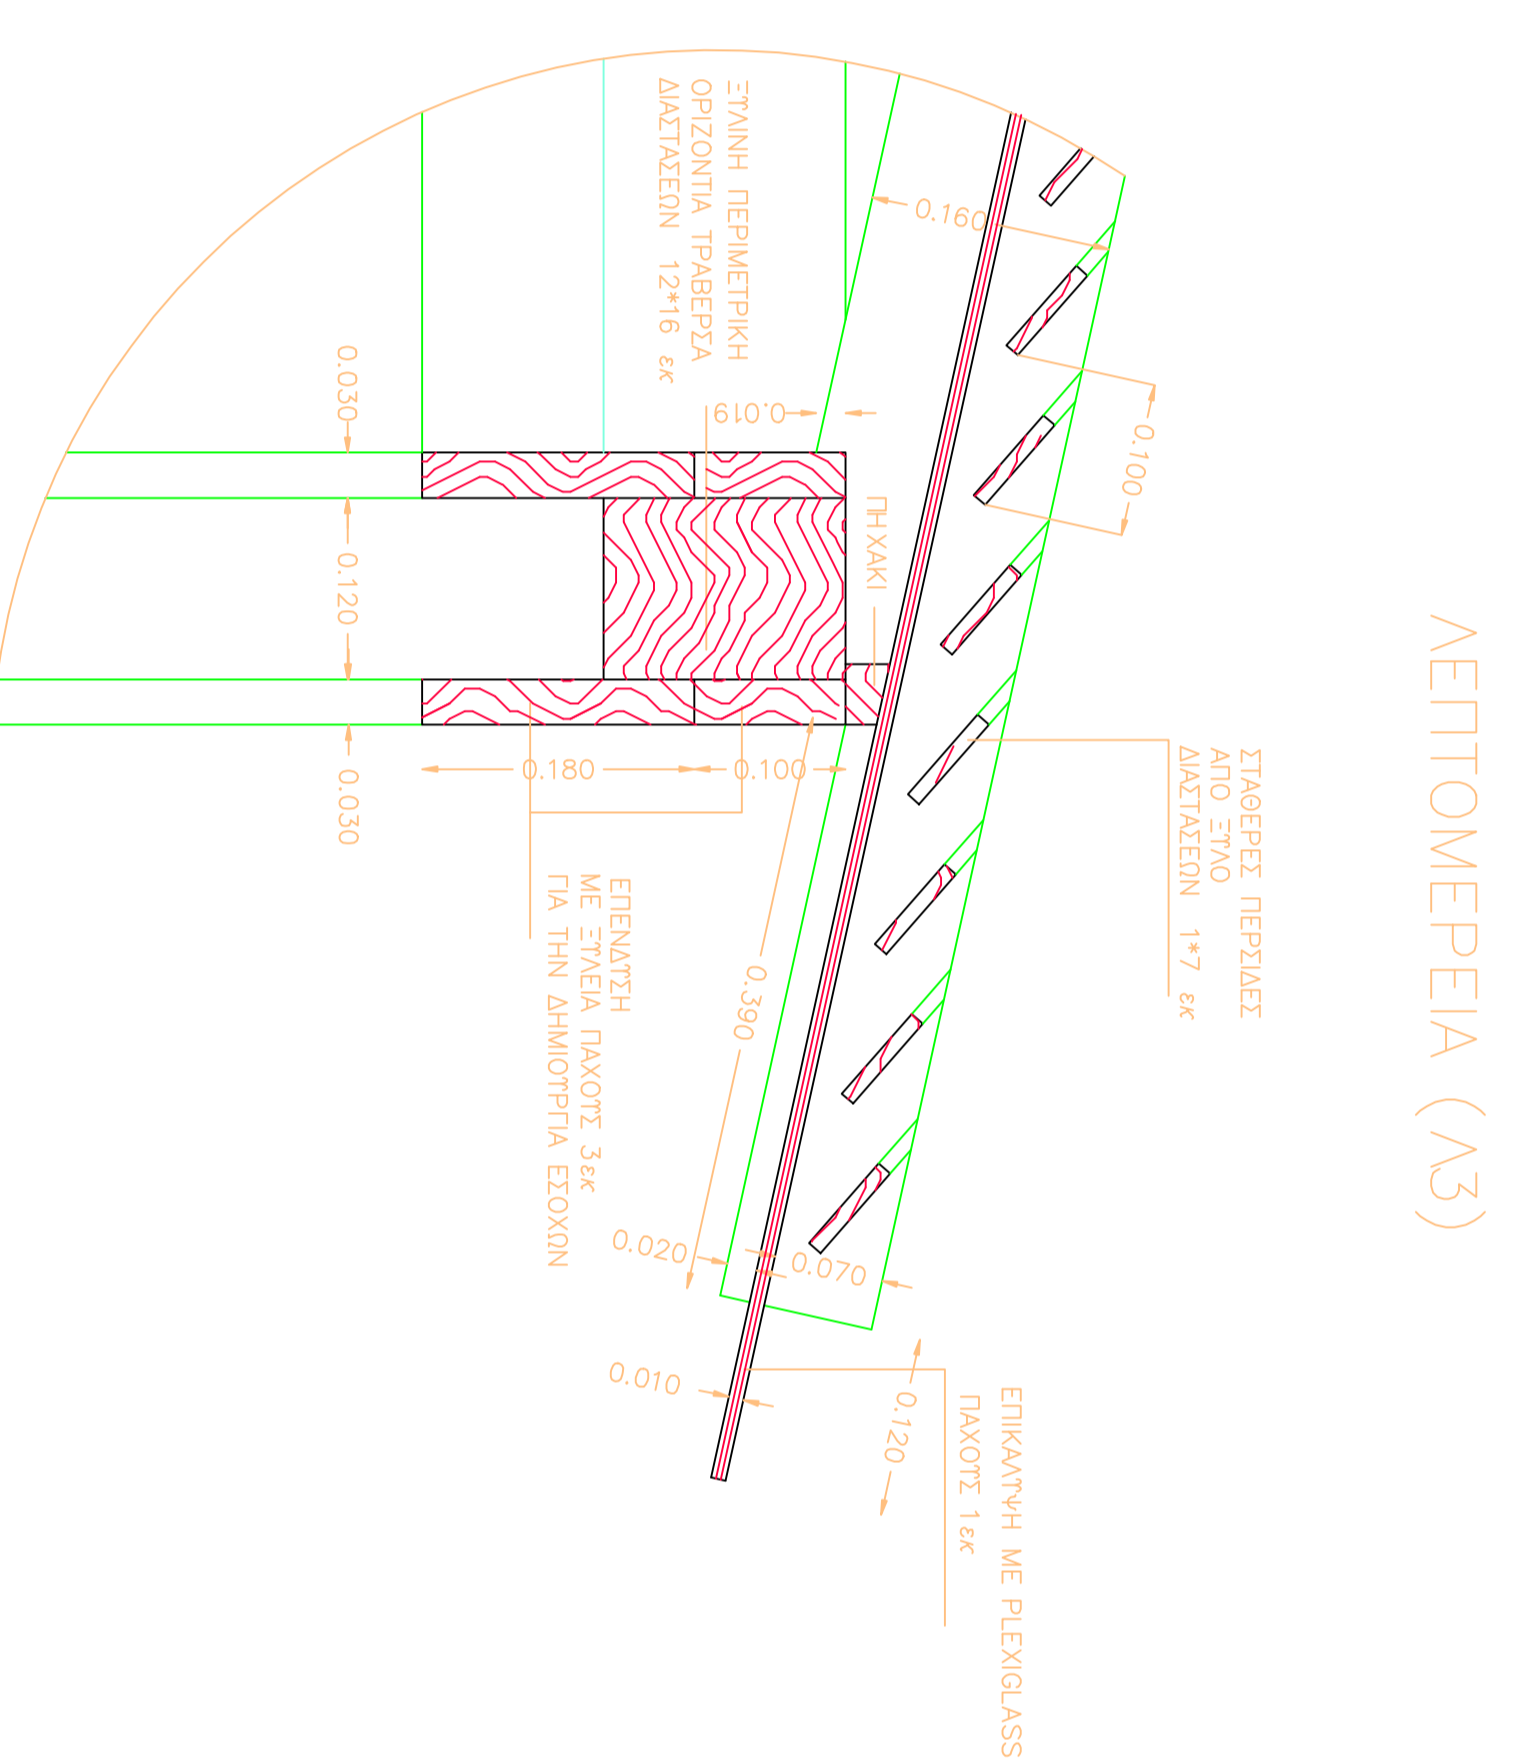 ΛΕΠΤΟΜΕΡΕΙΑ (Λ3)
ΣΤΑΘΕΡΕΣ ΠΕΡΣΙΔΕΣ
ΑΠΟ ΞΥΛΟ
ΔΙΑΣΤΑΣΕΩΝ 1*7 εκ
ΕΠΙΚΑΛΥΨΗ ΜΕ PLEXIGLASS
ΠΑΧΟΥΣ 1εκ
ΞΥΛΙΝΗ ΠΕΡΙΜΕΤΡΙΚΗ
ΟΡΙΖΟΝΤΙΑ ΤΡΑΒΕΡΣΑ
ΔΙΑΣΤΑΣΕΩΝ 12*16 εκ
ΠΗΧΑΚΙ
ΕΠΕΝΔΥΣΗ
ΜΕ ΞΥΛΕΙΑ ΠΑΧΟΥΣ 3εκ
ΓΙΑ ΤΗΝ ΔΗΜΙΟΥΡΓΙΑ ΕΣΟΧΩΝ
0.160
0.100
0.019
0.030
0.120
0.030
0.180
0.100
0.390
0.020
0.070
0.010
0.120